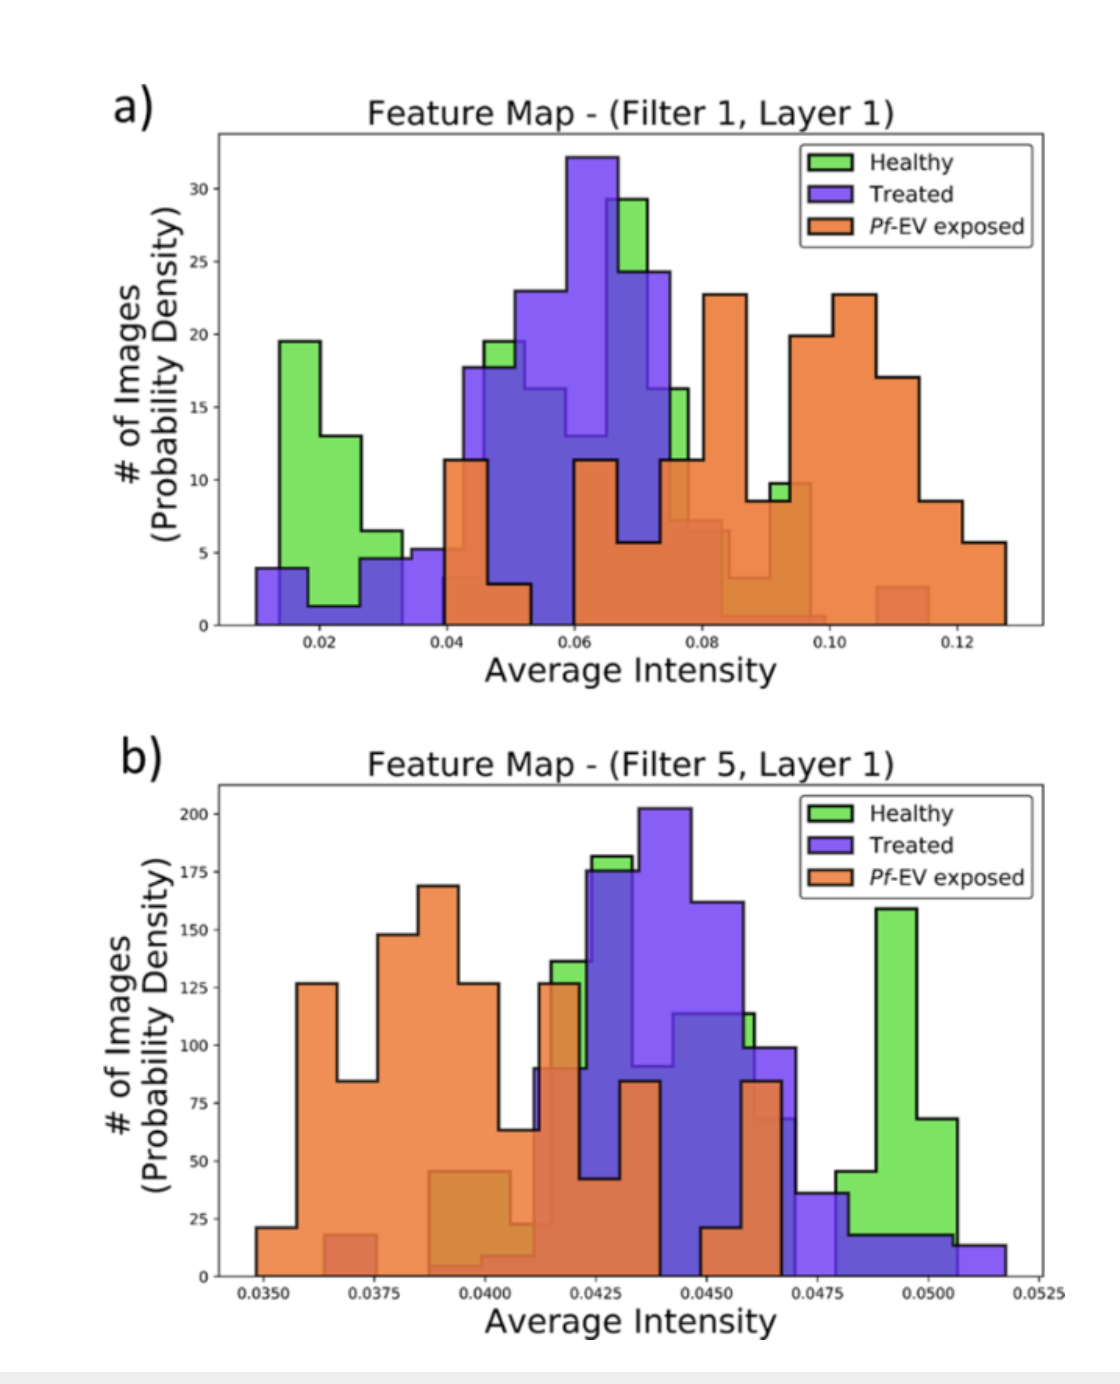 a)
Feature Map - (Filter 1, Layer 1)
Healthy
Treated
Pf-EV exposed
# of Images
(Probability Density)
30
25
20
15
10
5
0
0.02 0.04 0.06 0.08 0.10 0.12
Average Intensity
b)
Feature Map - (Filter 5, Layer 1)
Healthy
Treated
Pf-EV exposed
# of Images
(Probability Density)
200
175
150
125
100
75
50
25
0
0.0350 0.0375 0.0400 0.0425 0.0450 0.0475 0.0500 0.0525
Average Intensity